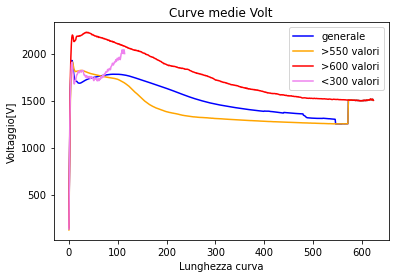 Curve medie Volt
generale
>550 valori
>600 valori
<300 valori
Voltaggio[V]
2000
1500
1000
500
0
100
200
300
400
500
600
Lunghezza curva